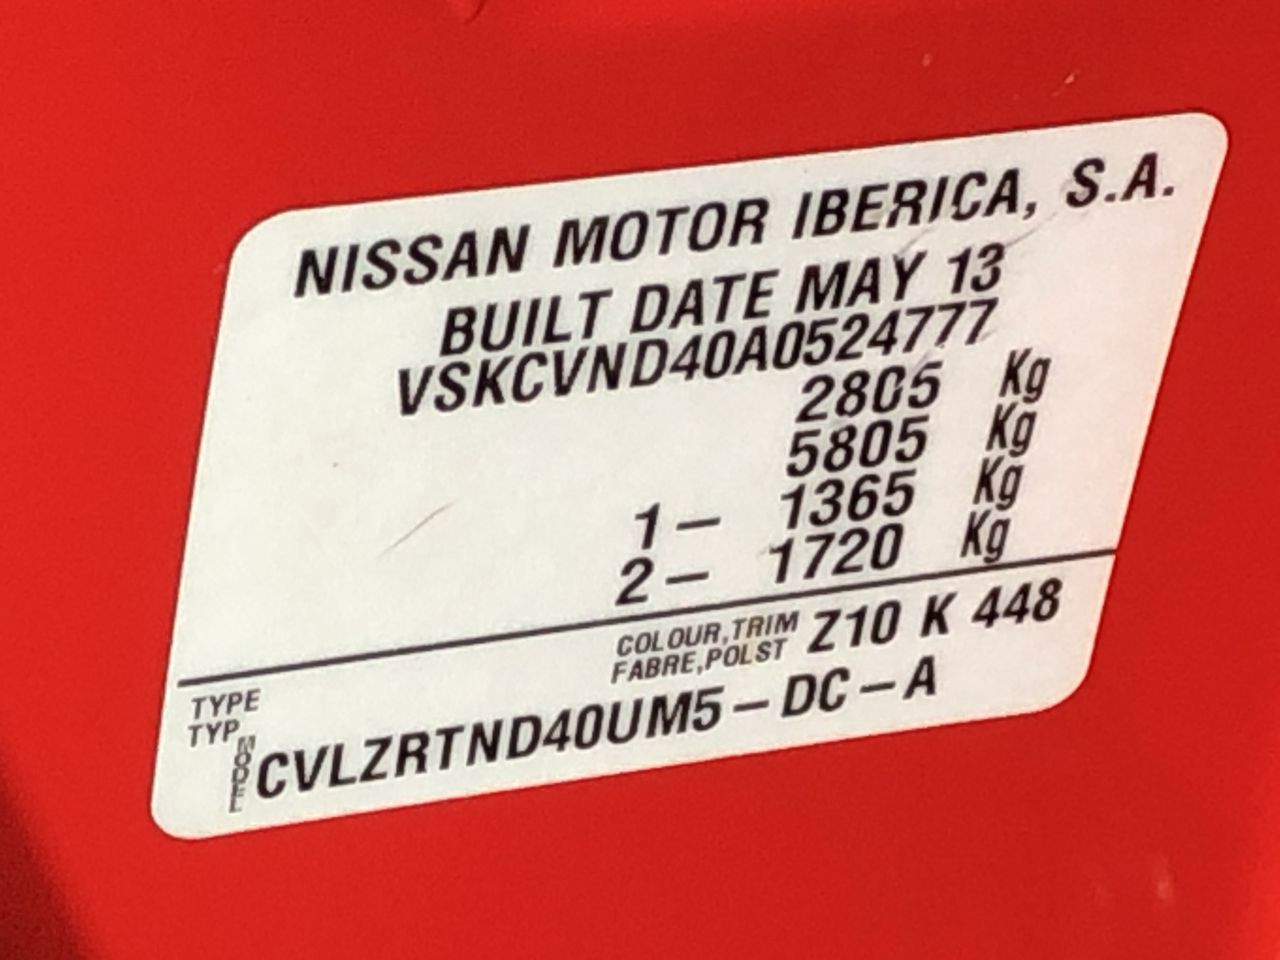 NISSAN MOTOR IBERICA, S.A.
BUILT DATE MAY 13
VSKCVND40A0524777
2805 Kg
5805 Kg
1 – 1365 Kg
2 – 1720 Kg
COLOUR,TRIM Z10 K 448
FABRE,POLST
TYPE
TYP
MODEL CVLZRTND40UM5 – DC – A